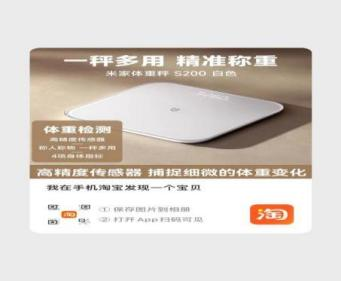 一秤多用 精准称重
米家体重秤 S200 白色
体重检测
高精度传感器
称人称物 一秤多用
4项身体指标
高精度传感器 捕捉细微的体重变化
我在手机淘宝发现一个宝贝
① 保存图片到相册
② 打开App扫码可见
淘
淘